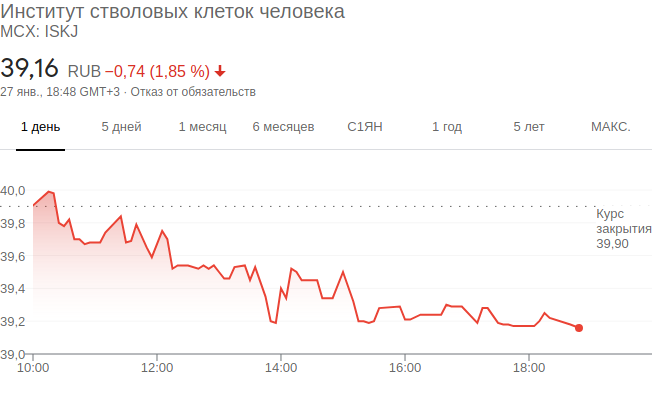 Институт стволовых клеток человека
MCX: ISKJ
39,16 RUB −0,74 (1,85 %)
27 янв., 18:48 GMT+3 · Отказ от обязательств
1 день 5 дней 1 месяц 6 месяцев С1ЯН 1 год 5 лет МАКС.
40,0
39,8
39,6
39,4
39,2
39,0
Курс
закрытия
39,90
10:00 12:00 14:00 16:00 18:00